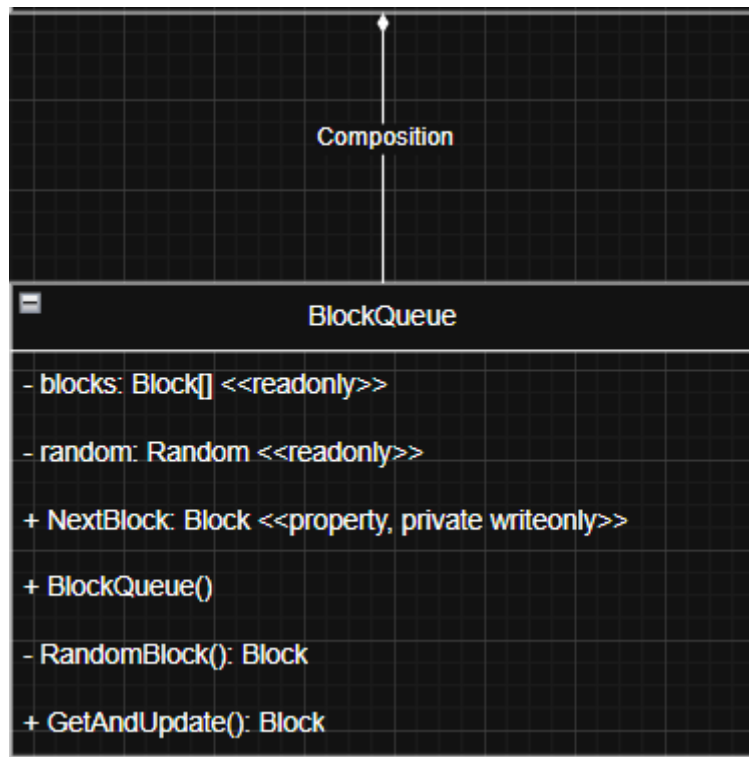 Composition
BlockQueue
- blocks: Block[] <<readonly>>
- random: Random <<readonly>>
+ NextBlock: Block <<property, private writeonly>>
+ BlockQueue()
- RandomBlock(): Block
+ GetAndUpdate(): Block